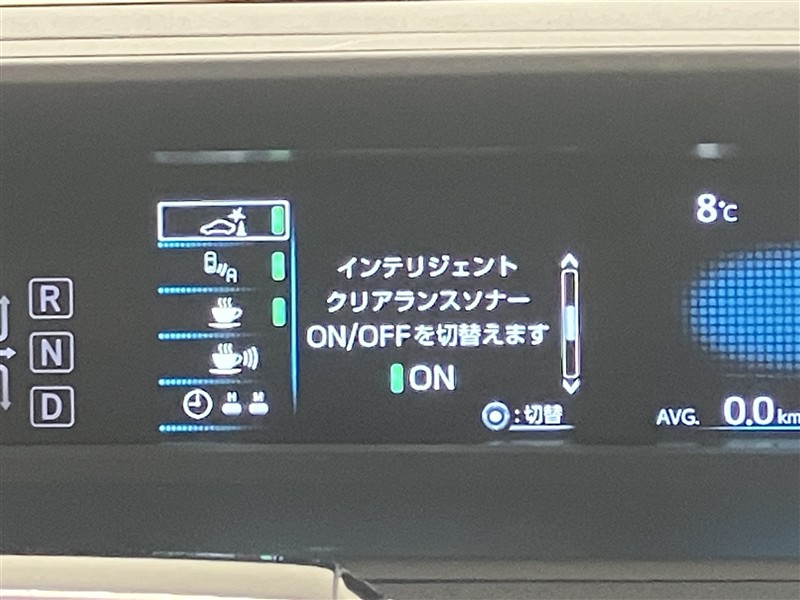 R
N
D
A
H M
インテリジェント
クリアランスソナー
ON/OFFを切替えます
ON
:切替
8℃
AVG. 0.0 km